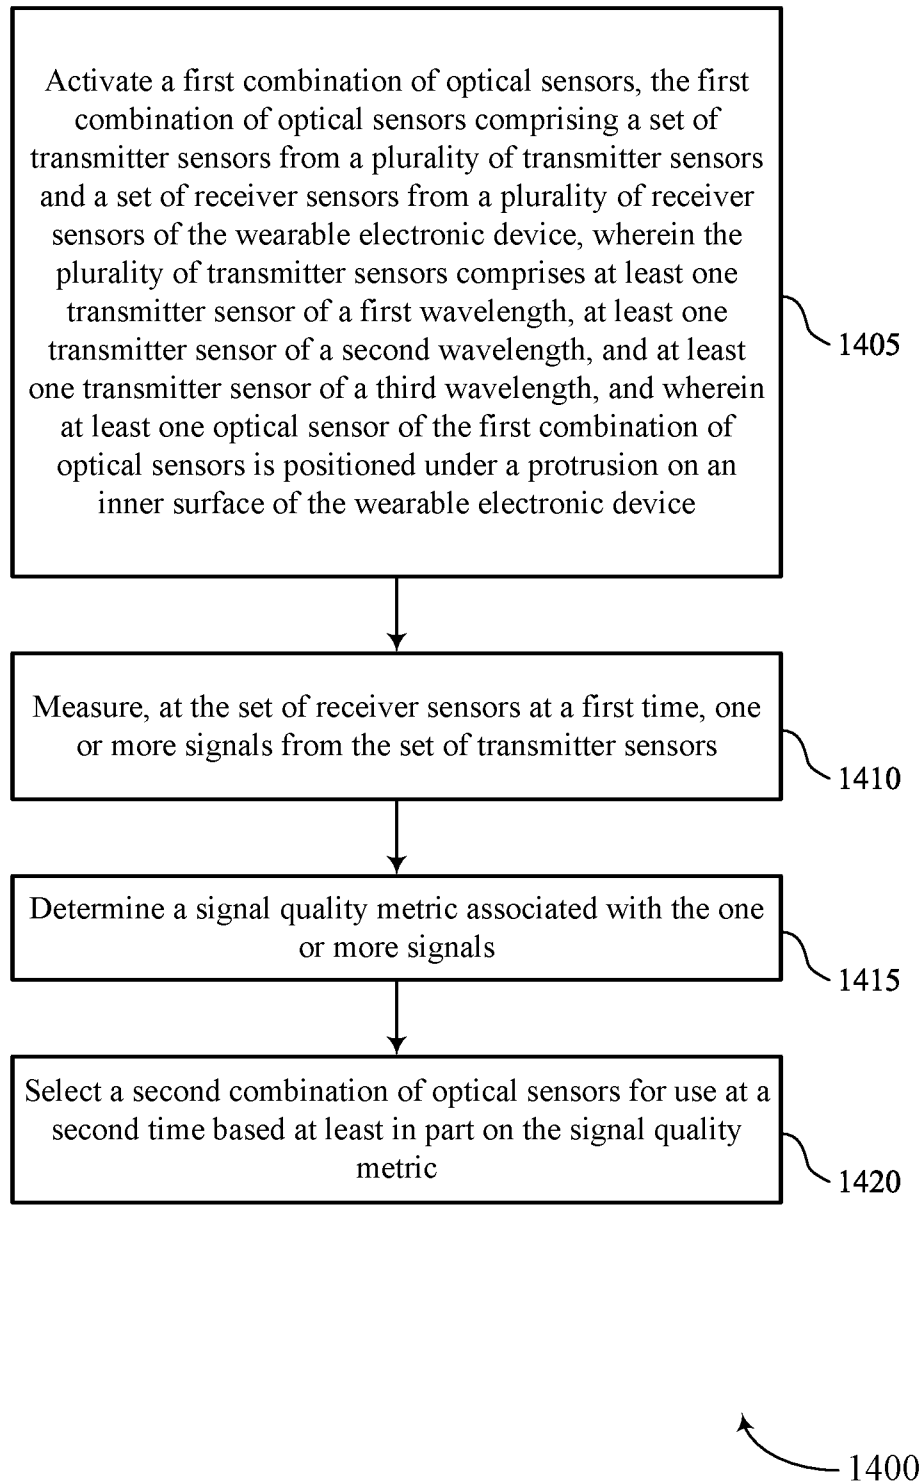 Activate a first combination of optical sensors, the first
combination of optical sensors comprising a set of
transmitter sensors from a plurality of transmitter sensors
and a set of receiver sensors from a plurality of receiver
sensors of the wearable electronic device, wherein the
plurality of transmitter sensors comprises at least one
transmitter sensor of a first wavelength, at least one
transmitter sensor of a second wavelength, and at least
one transmitter sensor of a third wavelength, and wherein
at least one optical sensor of the first combination of
optical sensors is positioned under a protrusion on an
inner surface of the wearable electronic device
1405
Measure, at the set of receiver sensors at a first time, one
or more signals from the set of transmitter sensors
1410
Determine a signal quality metric associated with the one
or more signals
1415
Select a second combination of optical sensors for use at a
second time based at least in part on the signal quality
metric
1420
1400